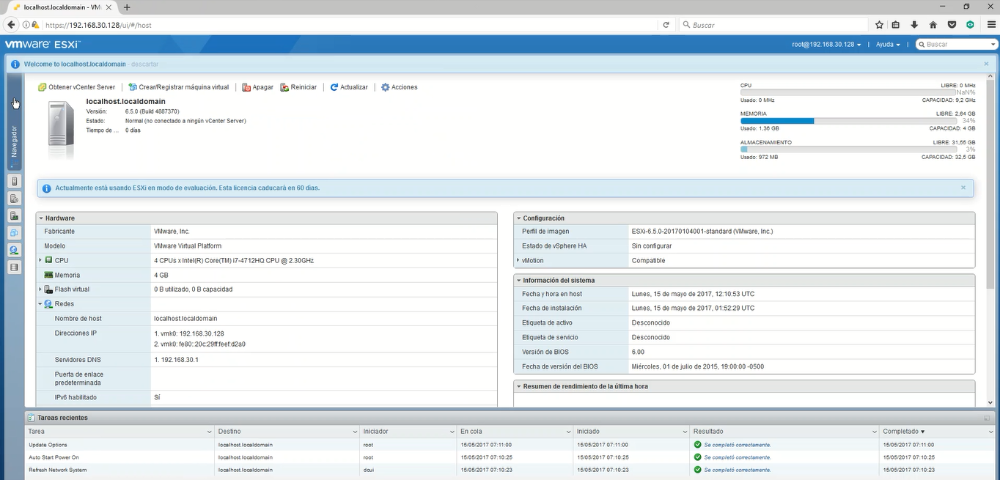 localhost.localdomain - VM
https://192.168.30.128/ui/#/host
Buscar
vmware ESXi™
root@192.168.30.128 | Ayuda | Buscar
Welcome to localhost.localdomain - descartar
Navegador
Obtener vCenter Server | Crear/Registrar máquina virtual | Apagar Reiniciar | Actualizar | Acciones
localhost.localdomain
Versión: 6.5.0 (Build 4887370)
Estado: Normal (no conectado a ningún vCenter Server)
Tiempo de ... 0 días
CPU LIBRE: 0 MHz
NaN%
Usado: 0 MHz CAPACIDAD: 9,2 GHz
MEMORIA LIBRE: 2,64 GB
34%
Usado: 1,36 GB CAPACIDAD: 4 GB
ALMACENAMIENTO LIBRE: 31,55 GB
3%
Usado: 972 MB CAPACIDAD: 32,5 GB
Actualmente está usando ESXi en modo de evaluación. Esta licencia caducará en 60 días.
Hardware
Fabricante VMware, Inc.
Modelo VMware Virtual Platform
CPU 4 CPUs x Intel(R) Core(TM) i7-4712HQ CPU @ 2.30GHz
Memoria 4 GB
Flash virtual 0 B utilizado, 0 B capacidad
Redes
Nombre de host localhost.localdomain
Direcciones IP 1. vmk0: 192.168.30.128
2. vmk0: fe80::20c:29ff:feef:d2a0
Servidores DNS 1. 192.168.30.1
Puerta de enlace
predeterminada
IPv6 habilitado Sí
Configuración
Perfil de imagen ESXi-6.5.0-20170104001-standard (VMware, Inc.)
Estado de vSphere HA Sin configurar
vMotion Compatible
Información del sistema
Fecha y hora en host Lunes, 15 de mayo de 2017, 12:10:53 UTC
Fecha de instalación Lunes, 15 de mayo de 2017, 01:52:29 UTC
Etiqueta de activo Desconocido
Etiqueta de servicio Desconocido
Versión de BIOS 6.00
Fecha de versión del BIOS Miércoles, 01 de julio de 2015, 19:00:00 -0500
Resumen de rendimiento de la última hora
Tareas recientes
Tarea Destino Iniciador En cola Iniciado Resultado Completado ▼
Update Options localhost.localdomain root 15/05/2017 07:11:00 15/05/2017 07:11:00 Se completó correctamente. 15/05/2017 07:11:00
Auto Start Power On localhost.localdomain root 15/05/2017 07:10:25 15/05/2017 07:10:25 Se completó correctamente. 15/05/2017 07:10:25
Refresh Network System localhost.localdomain dcui 15/05/2017 07:10:23 15/05/2017 07:10:23 Se completó correctamente. 15/05/2017 07:10:23